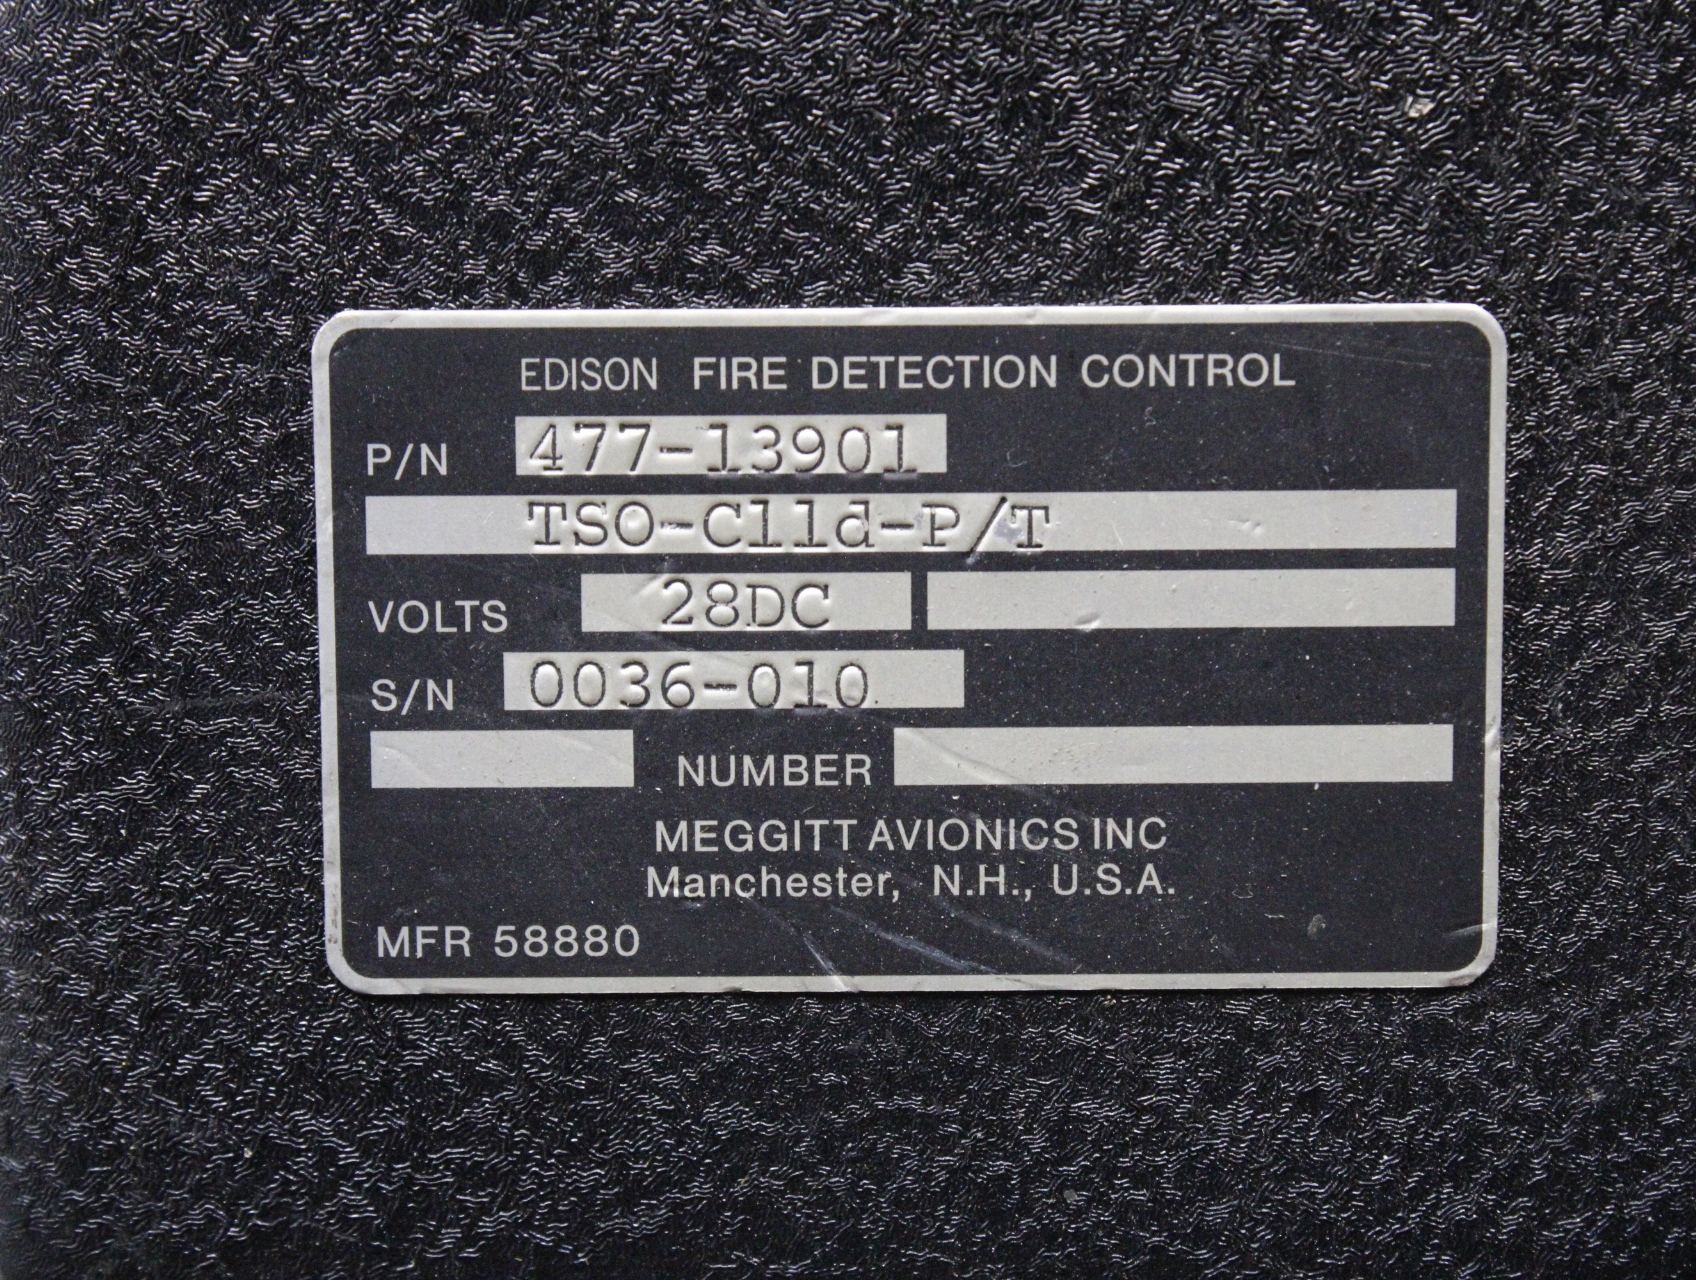 EDISON FIRE DETECTION CONTROL
P/N 477-13901
TSO-C11d-P/T
VOLTS 28DC
S/N 0036-010
NUMBER
MEGGITT AVIONICS INC
Manchester, N.H., U.S.A.
MFR 58880